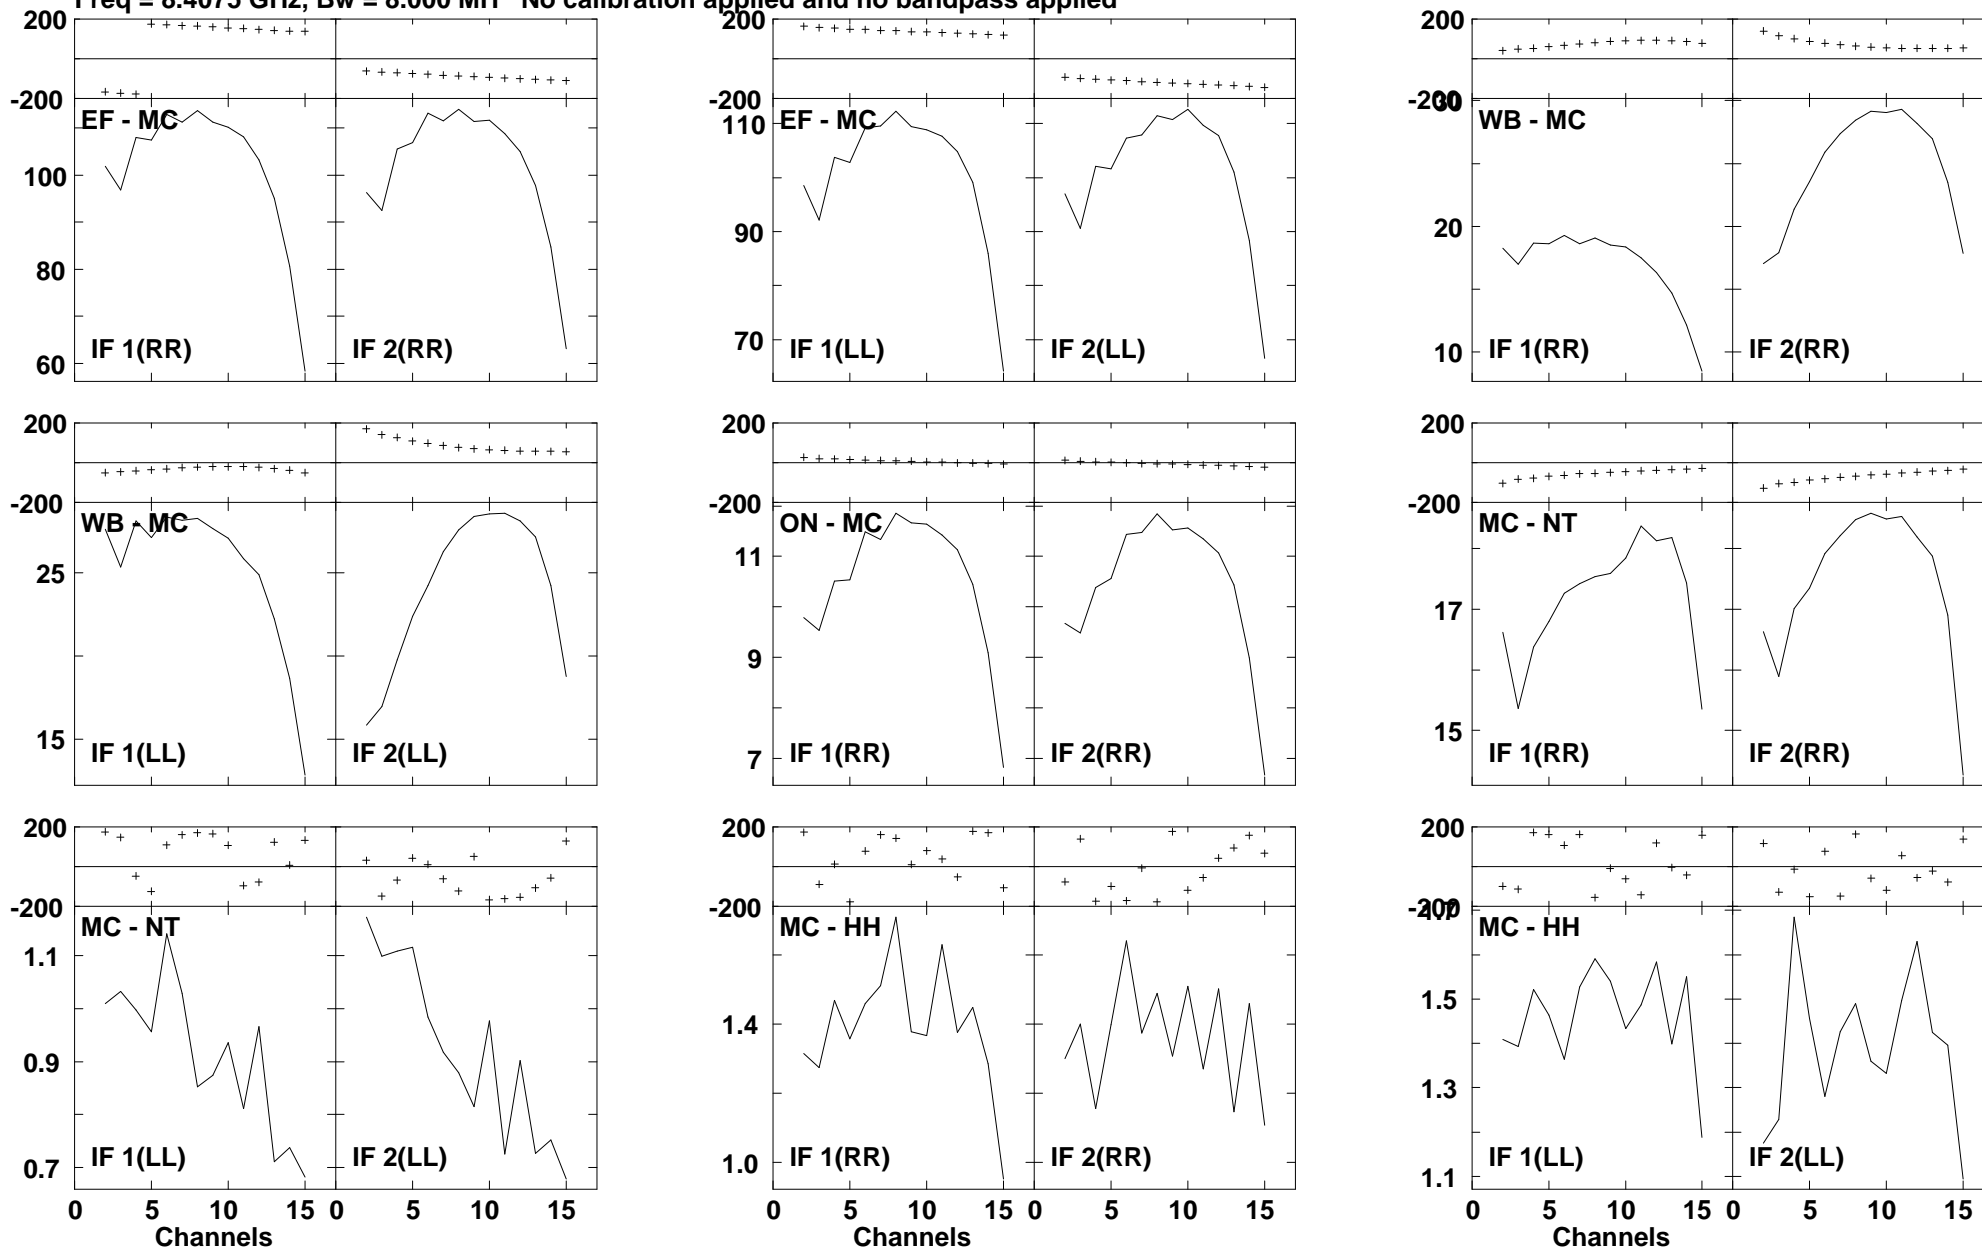 Freq = 8.4075 GHz, Bw = 8.000 MH No calibration applied and no bandpass applied
200
-200
EF - MC
100
80
60
IF 1(RR)
IF 2(RR)
200
-200
EF - MC
110
90
70
IF 1(LL)
IF 2(LL)
200
-200
30
WB - MC
20
10
IF 1(RR)
IF 2(RR)
200
-200
WB - MC
25
15
IF 1(LL)
IF 2(LL)
200
-200
ON - MC
11
9
7
IF 1(RR)
IF 2(RR)
200
-200
MC - NT
17
15
IF 1(RR)
IF 2(RR)
200
-200
MC - NT
1.1
0.9
0.7
IF 1(LL)
IF 2(LL)
0 5 10 15 0 5 10 15
Channels
200
-200
MC - HH
1.4
1.0
IF 1(RR)
IF 2(RR)
0 5 10 15 0 5 10 15
Channels
200
-200
1.7
MC - HH
1.5
1.3
1.1
IF 1(LL)
IF 2(LL)
0 5 10 15 0 5 10 15
Channels